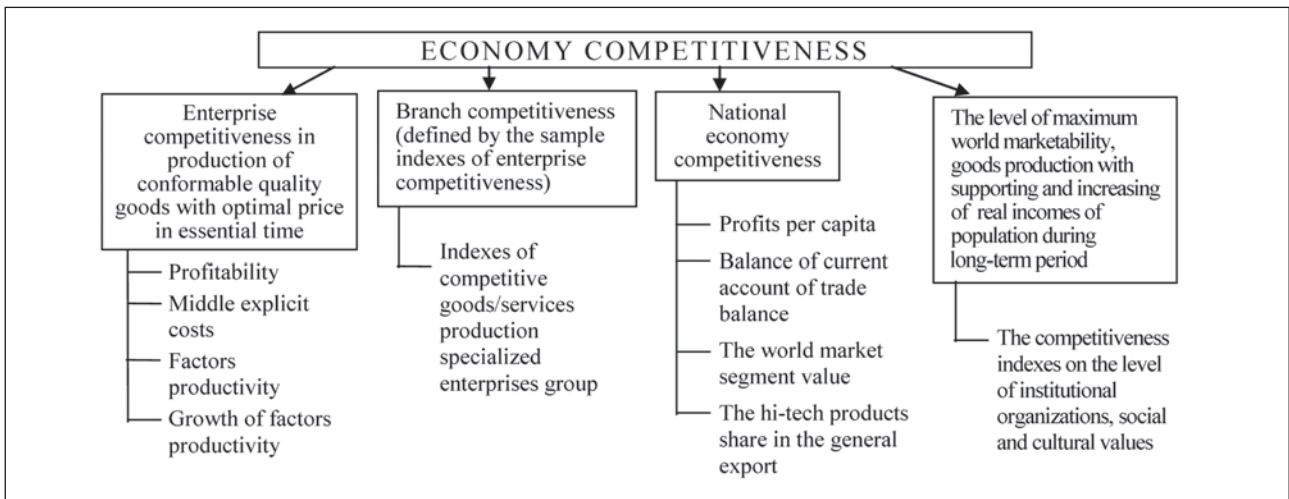 ECONOMY COMPETITIVENESS
Enterprise
competitiveness in
production of
conformable quality
goods with optimal price
in essential time
Profitability
Middle explicit
costs
Factors
productivity
Growth of factors
productivity
Branch competitiveness
(defined by the sample
indexes of enterprise
competitiveness)
Indexes of
competitive
goods/services
production
specialized
enterprises group
National
economy
competitiveness
Profits per capita
Balance of current
account of trade
balance
The world market
segment value
The hi-tech products
share in the general
export
The level of maximum
world marketability,
goods production with
supporting and increasing
of real incomes of
population during
long-term period
The competitiveness
indexes on the level
of institutional
organizations, social
and cultural values